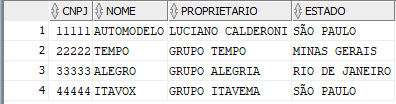 CNPJ NOME PROPRIETARIO ESTADO
1 11111 AUTOMODELO LUCIANO CALDERONI SÃO PAULO
2 22222 TEMPO GRUPO TEMPO MINAS GERAIS
3 33333 ALEGRO GRUPO ALEGRIA RIO DE JANEIRO
4 44444 ITAVOX GRUPO ITAVEMA SÃO PAULO